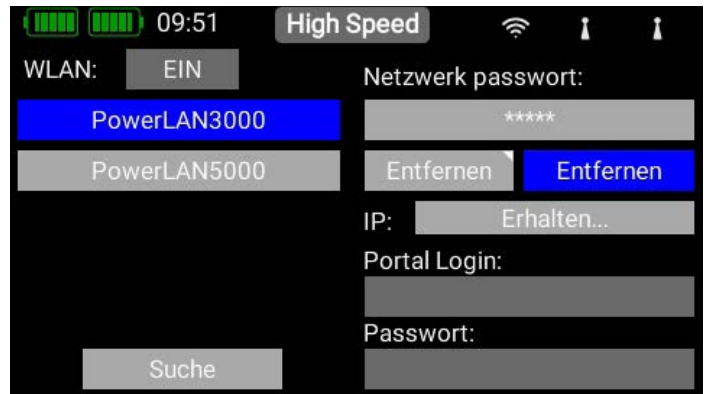 09:51 High Speed
WLAN: EIN
PowerLAN3000
PowerLAN5000
Suche
Netzwerk passwort:
*****
Entfernen Entfernen
IP: Erhalten...
Portal Login:
Passwort: